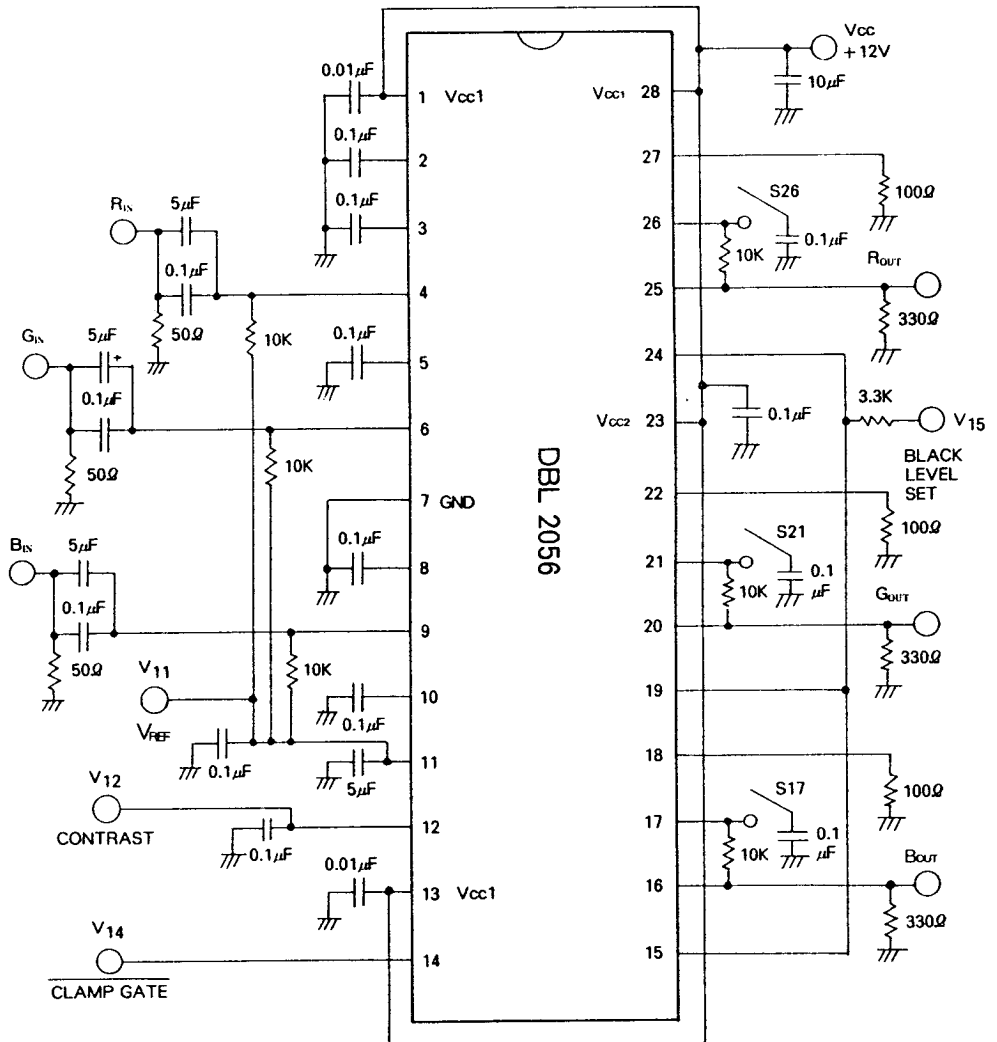 Vcc
+12V
10µF
0.01µF
1 Vcc1
Vcc1 28
0.1µF
2
27
100Ω
0.1µF
3
S26
26
0.1µF
10K
RIN
5µF
0.1µF
50Ω
4
10K
25
ROUT
330Ω
GIN
5µF
+
0.1µF
50Ω
0.1µF
5
24
3.3K
V15
BLACK
LEVEL
SET
6
10K
Vcc2 23
0.1µF
DBL 2056
7 GND
22
100Ω
0.1µF
8
S21
21
0.1
µF
10K
BIN
5µF
0.1µF
50Ω
9
10K
20
GOUT
330Ω
V11
VREF
10
0.1µF
19
0.1µF
5µF
11
18
100Ω
V12
CONTRAST
0.1µF
12
S17
17
0.1
µF
10K
0.01µF
13 Vcc1
16
BOUT
330Ω
V14
CLAMP GATE
14
15